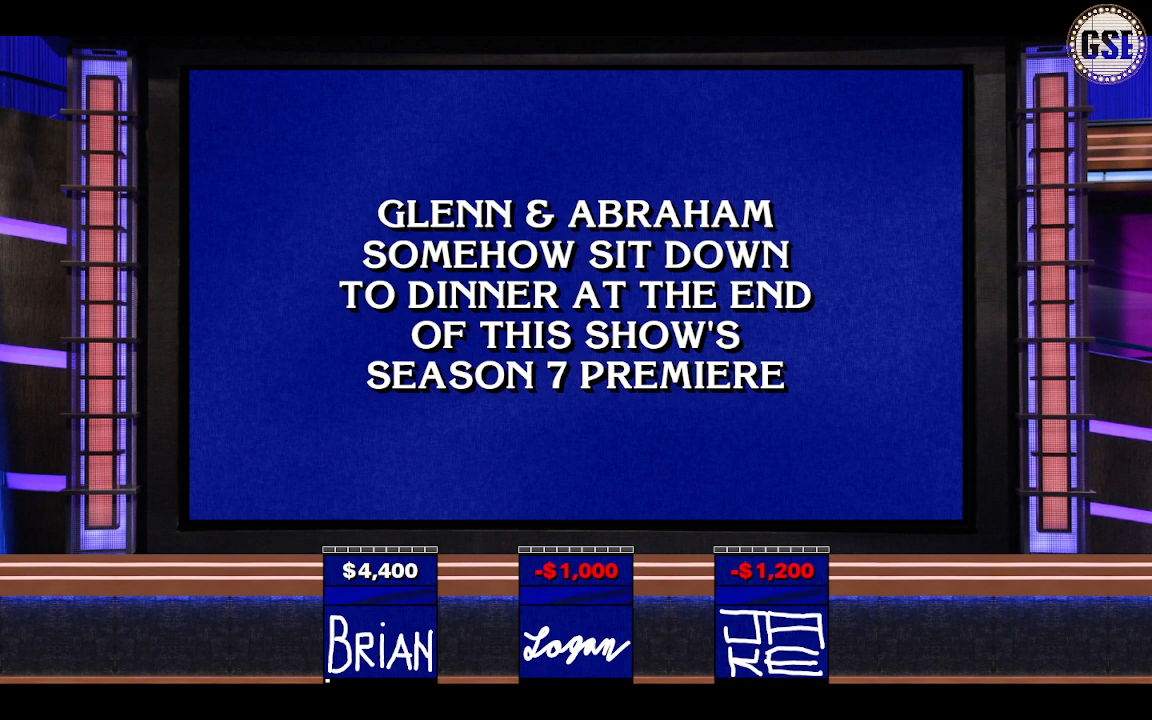 GSE
GLENN & ABRAHAM
SOMEHOW SIT DOWN
TO DINNER AT THE END
OF THIS SHOW'S
SEASON 7 PREMIERE
$4,400
-$1,000
-$1,200
BRiAN
Logan